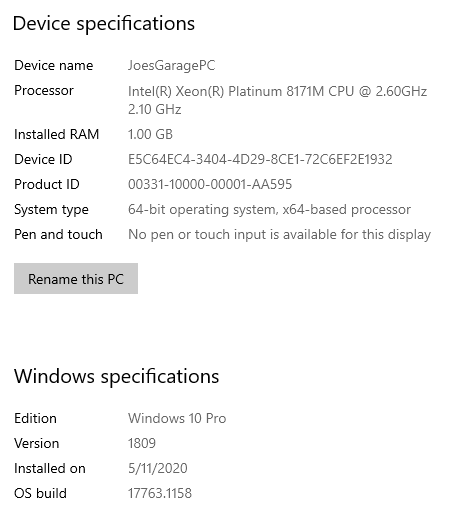 Device specifications
Device name JoesGaragePC
Processor Intel(R) Xeon(R) Platinum 8171M CPU @ 2.60GHz
2.10 GHz
Installed RAM 1.00 GB
Device ID E5C64EC4-3404-4D29-8CE1-72C6EF2E1932
Product ID 00331-10000-00001-AA595
System type 64-bit operating system, x64-based processor
Pen and touch No pen or touch input is available for this display
Rename this PC
Windows specifications
Edition Windows 10 Pro
Version 1809
Installed on 5/11/2020
OS build 17763.1158